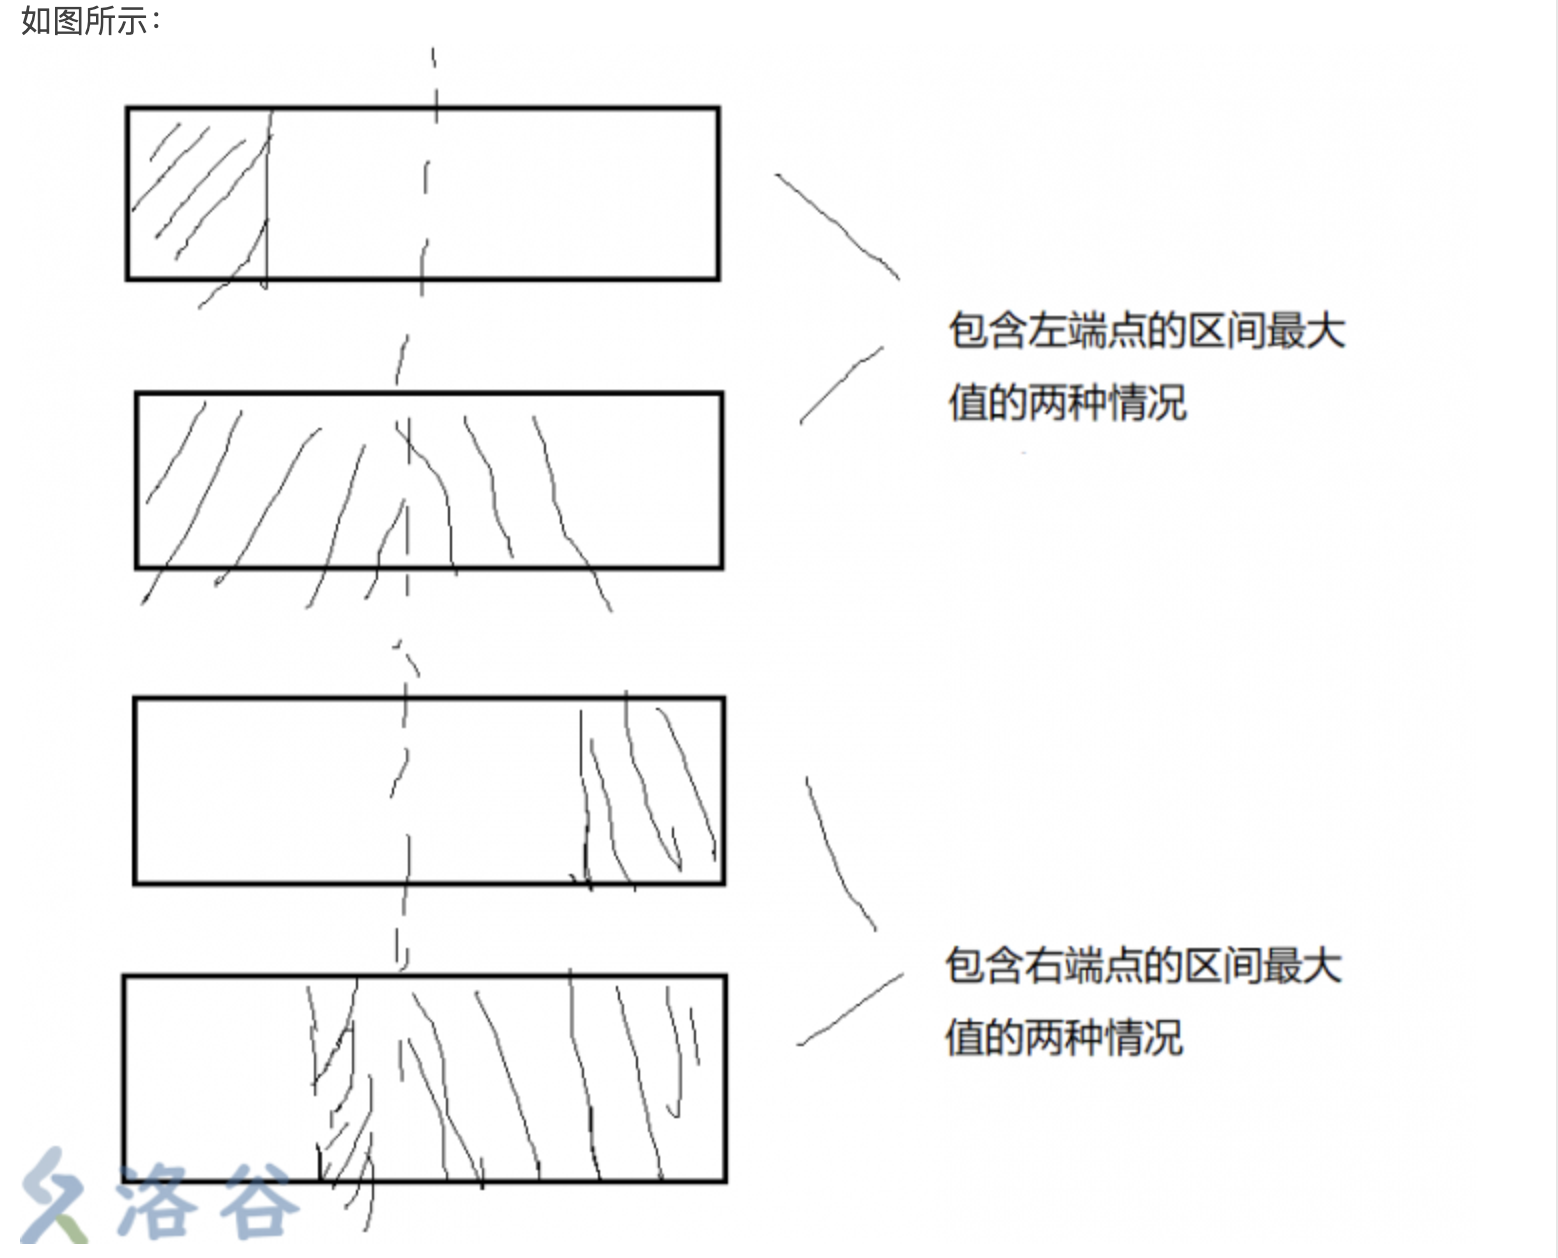 如图所示：
包含左端点的区间最大
值的两种情况
包含右端点的区间最大
值的两种情况
洛谷